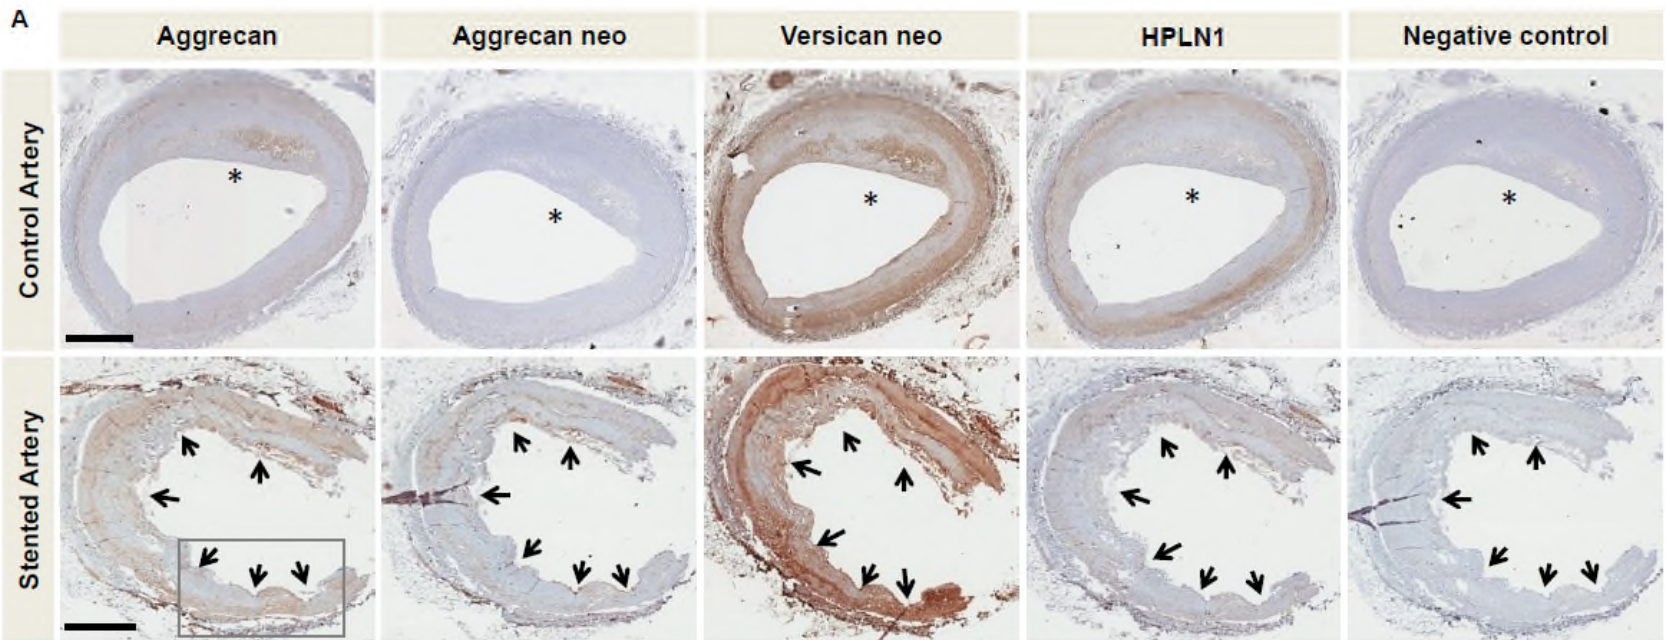 A
Aggrecan
Aggrecan neo
Versican neo
HPLN1
Negative control
Control Artery
* * * * *
Stented Artery